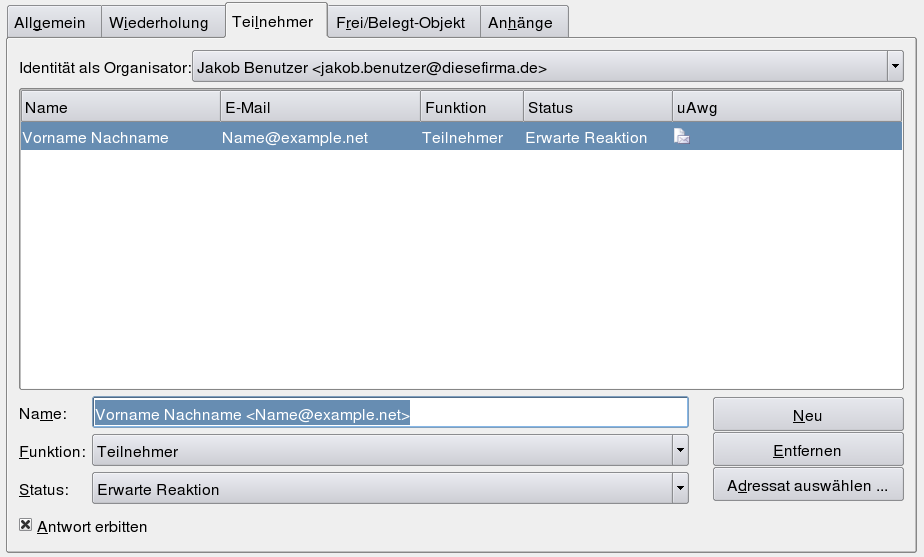 Allgemein Wiederholung Teilnehmer Frei/Belegt-Objekt Anhänge
Identität als Organisator: Jakob Benutzer <jakob.benutzer@diesefirma.de>
Name E-Mail Funktion Status uAwg
Vorname Nachname Name@example.net Teilnehmer Erwarte Reaktion
Name: Vorname Nachname <Name@example.net> Neu
Funktion: Teilnehmer Entfernen
Status: Erwarte Reaktion Adressat auswählen ...
Antwort erbitten